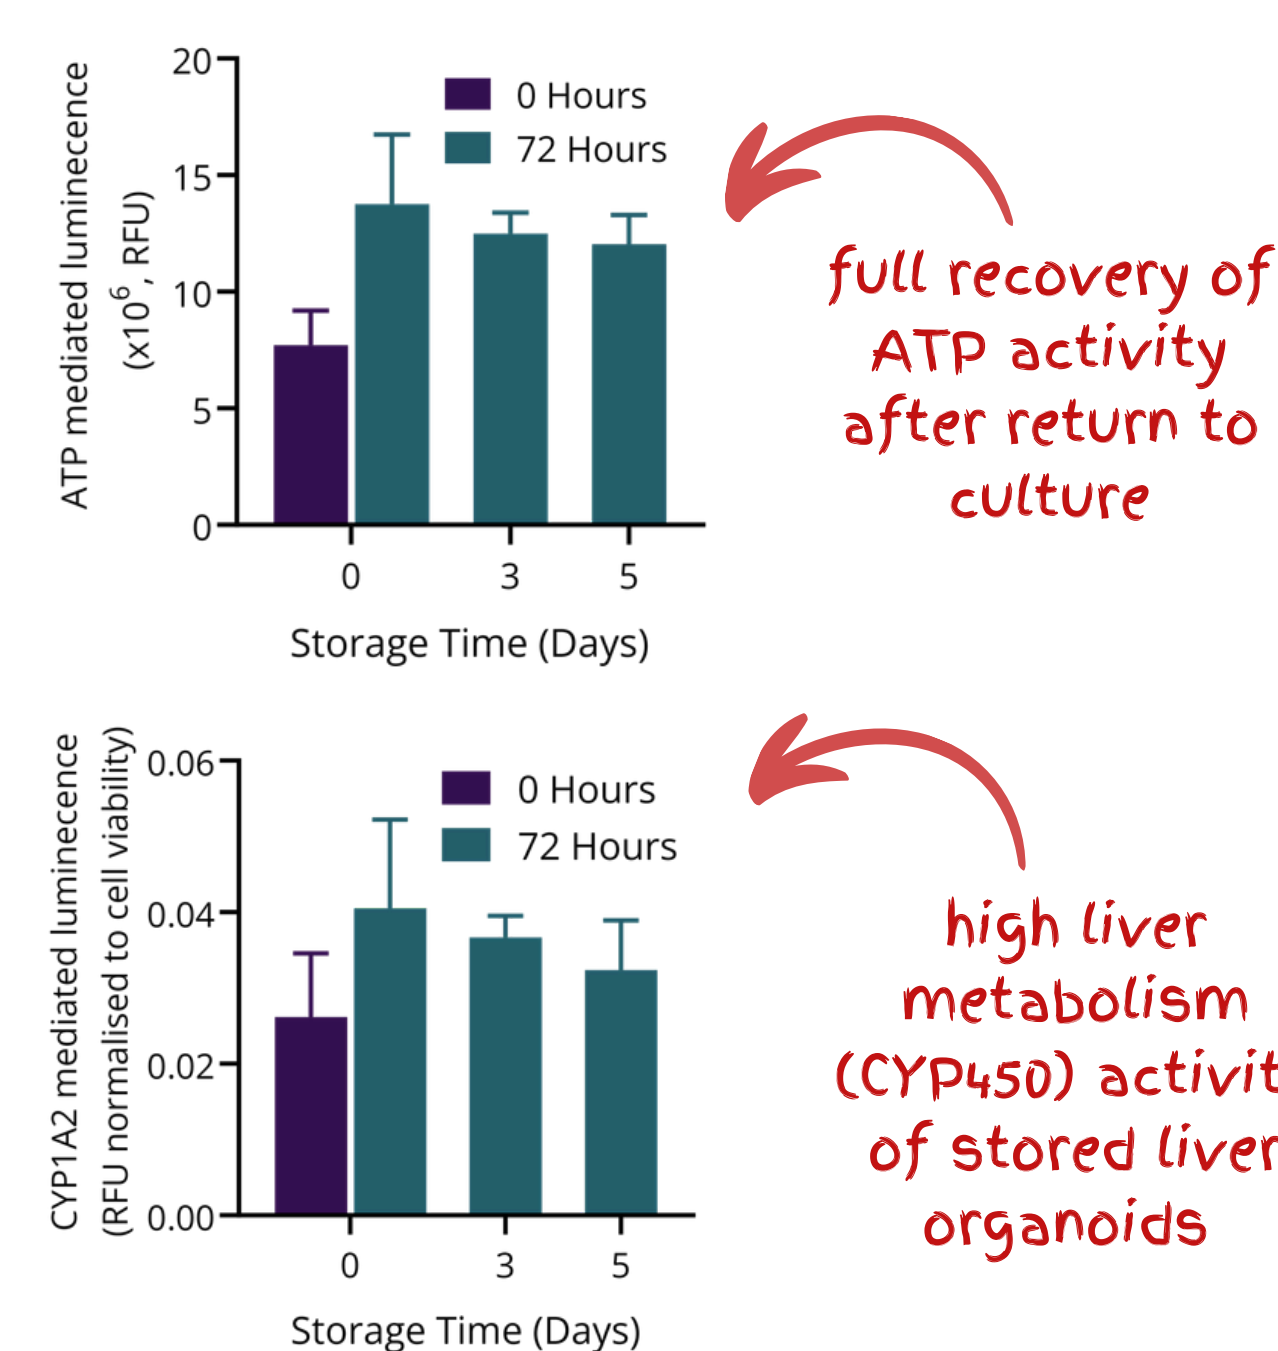 ATP mediated luminecence
(x10⁶, RFU)
20
15
10
5
0
0 Hours
72 Hours
0 3 5
Storage Time (Days)
full recovery of
ATP activity
after return to
culture
CYP1A2 mediated luminecence
(RFU normalised to cell viability)
0.06
0.04
0.02
0.00
0 Hours
72 Hours
0 3 5
Storage Time (Days)
high liver
metabolism
(CYP450) activit
of stored liver
organoids